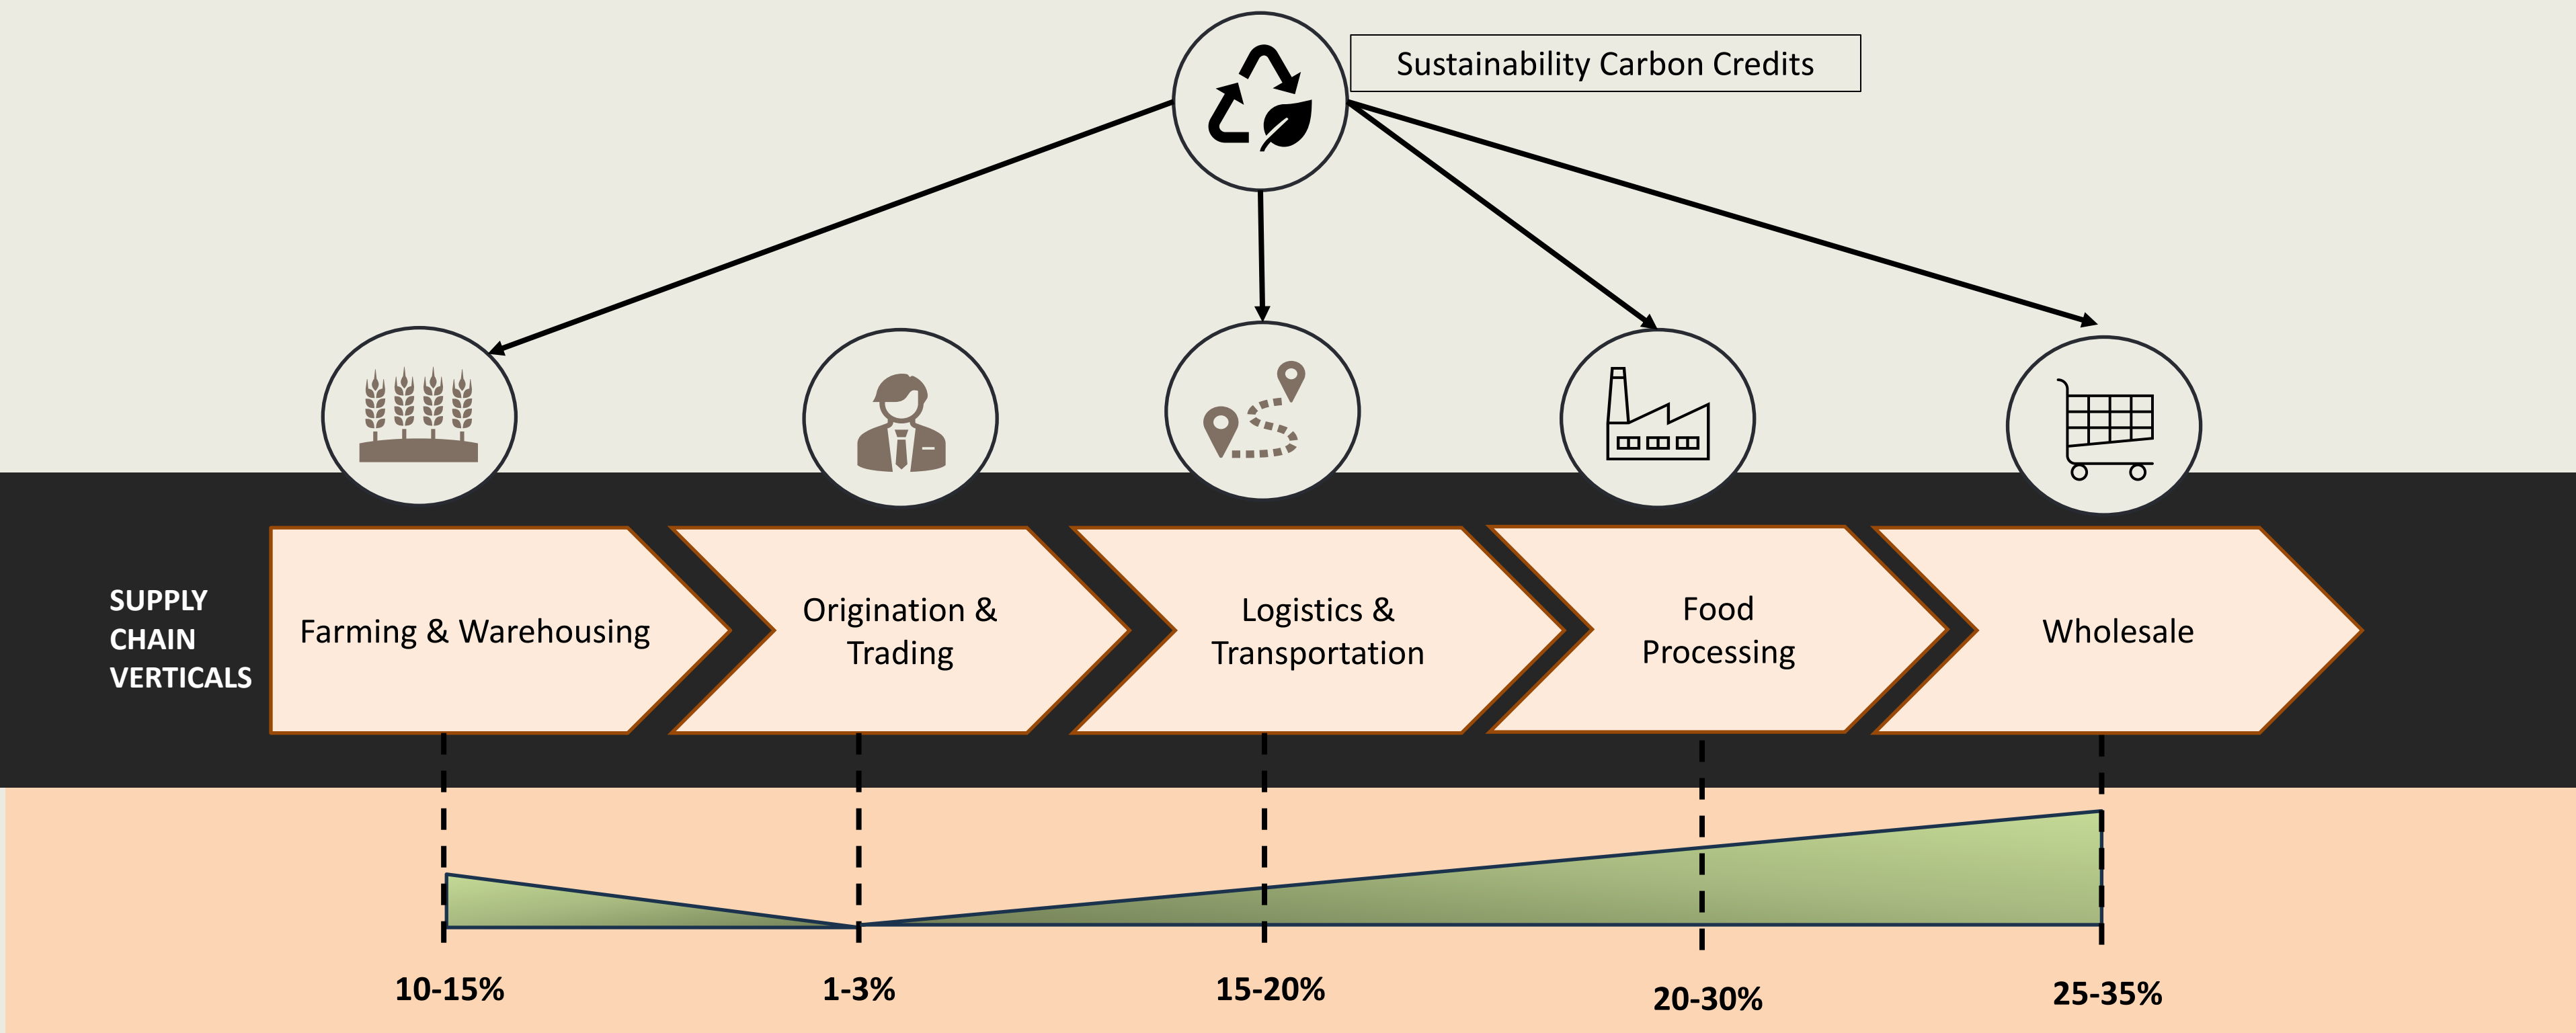 Sustainability Carbon Credits
SUPPLY
CHAIN
VERTICALS
Farming & Warehousing
Origination &
Trading
Logistics &
Transportation
Food
Processing
Wholesale
10-15%
1-3%
15-20%
20-30%
25-35%